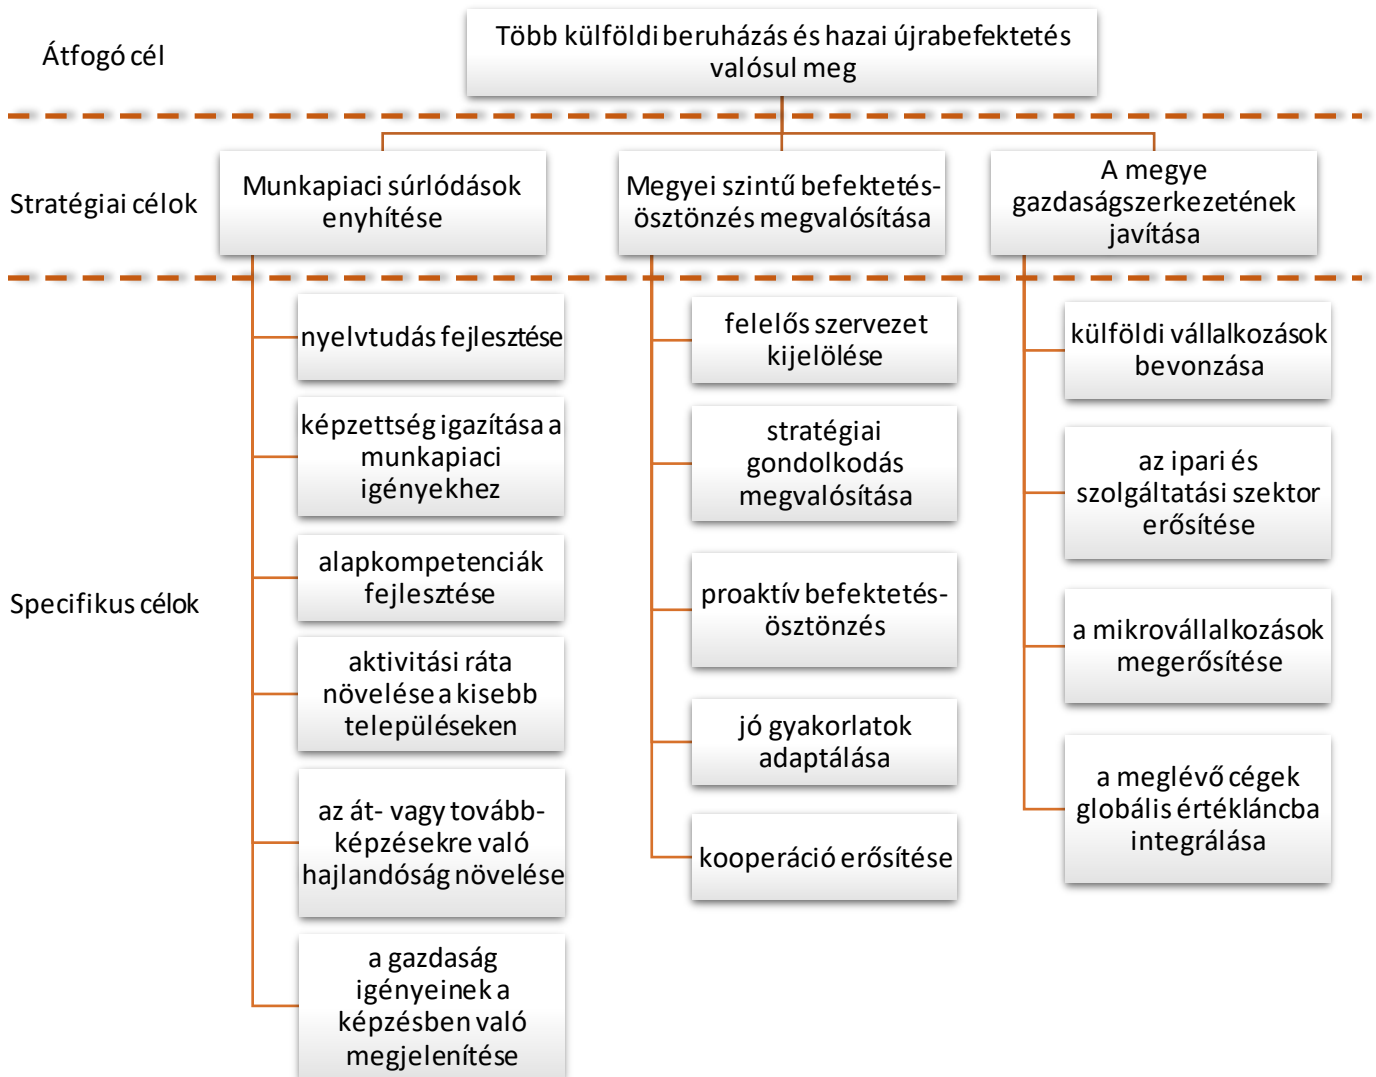 Átfogó cél
Több külföldi beruházás és hazai újrabefektetés
valósul meg
Stratégiai célok
Munkapiaci súrlódások
enyhítése
Megyei szintű befektetés-
ösztönzés megvalósítása
A megye
gazdaságszerkezetének
javítása
Specifikus célok
nyelvtudás fejlesztése
képzettség igazítása a
munkapiaci
igényekhez
alapkompetenciák
fejlesztése
aktivitási ráta
növelése a kisebb
településeken
az át- vagy tovább-
képzésekre való
hajlandóság növelése
a gazdaság
igényeinek a
képzésben való
megjelenítése
felelős szervezet
kijelölése
stratégiai
gondolkodás
megvalósítása
proaktív befektetés-
ösztönzés
jó gyakorlatok
adaptálása
kooperáció erősítése
külföldi vállalkozások
bevonzása
az ipari és
szolgáltatási szektor
erősítése
a mikrovállalkozások
megerősítése
a meglévő cégek
globális értékláncba
integrálása